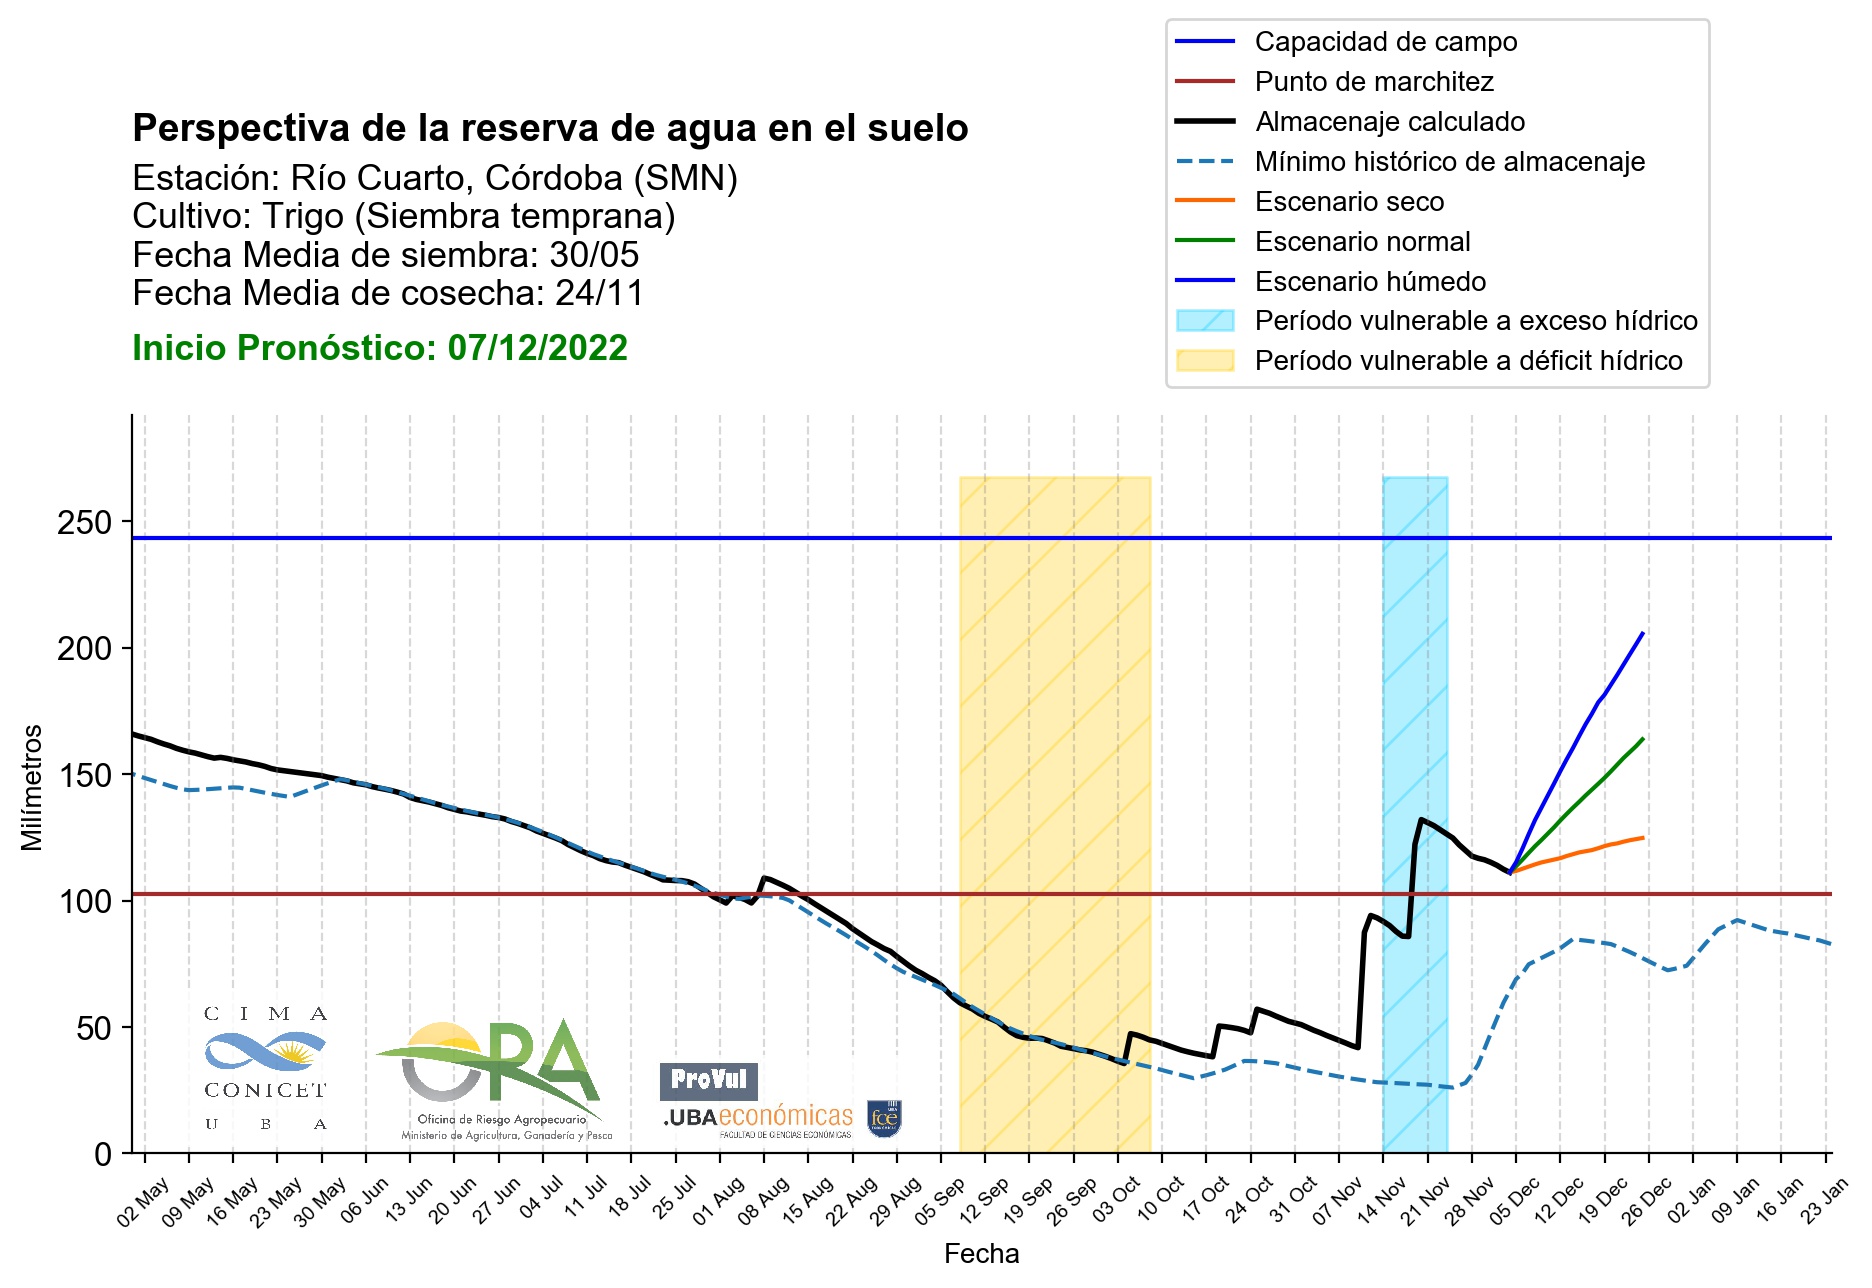 Capacidad de campo
Punto de marchitez
Almacenaje calculado
Mínimo histórico de almacenaje
Escenario seco
Escenario normal
Escenario húmedo
Período vulnerable a exceso hídrico
Período vulnerable a déficit hídrico
Perspectiva de la reserva de agua en el suelo
Estación: Río Cuarto, Córdoba (SMN)
Cultivo: Trigo (Siembra temprana)
Fecha Media de siembra: 30/05
Fecha Media de cosecha: 24/11
Inicio Pronóstico: 07/12/2022
250
200
150
100
50
0
Milímetros
CIMA
CONICET
UBA
ORA
Oficina de Riesgo Agropecuario
Ministerio de Agricultura, Ganadería y Pesca
ProVul
.UBAeconómicas
FACULTAD DE CIENCIAS ECONÓMICAS
fce
02 May
09 May
16 May
23 May
30 May
06 Jun
13 Jun
20 Jun
27 Jun
04 Jul
11 Jul
18 Jul
25 Jul
01 Aug
08 Aug
15 Aug
22 Aug
29 Aug
05 Sep
12 Sep
19 Sep
26 Sep
03 Oct
10 Oct
17 Oct
24 Oct
31 Oct
07 Nov
14 Nov
21 Nov
28 Nov
05 Dec
12 Dec
19 Dec
26 Dec
02 Jan
09 Jan
16 Jan
23 Jan
Fecha